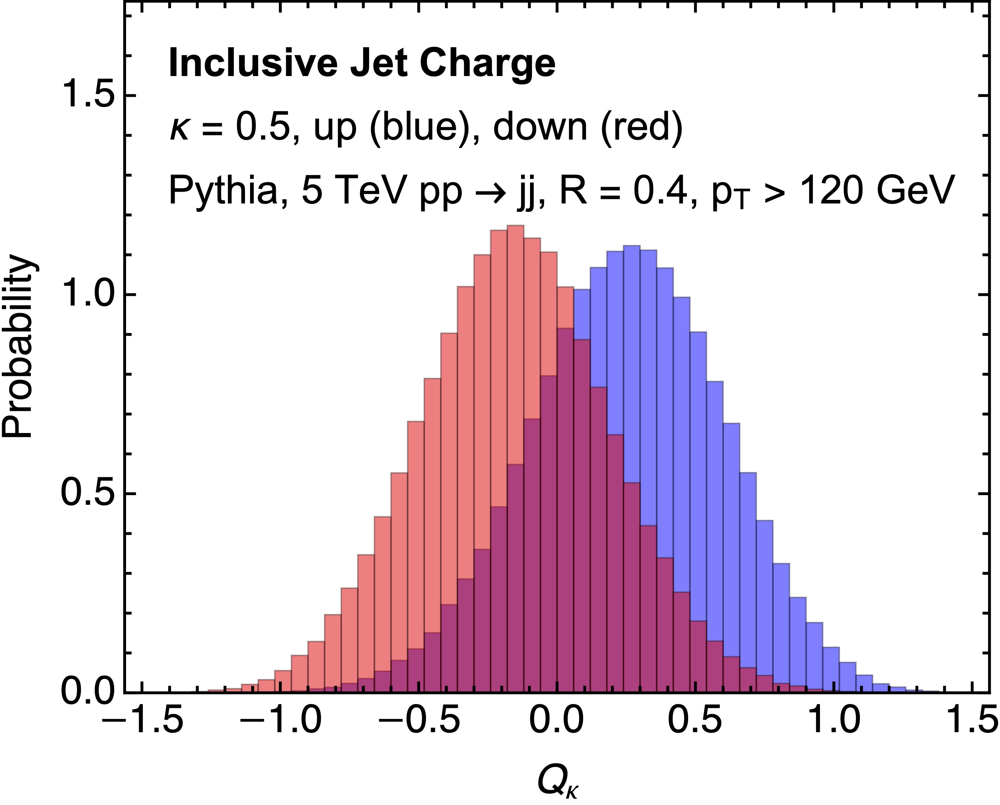 Inclusive Jet Charge
κ = 0.5, up (blue), down (red)
Pythia, 5 TeV pp → jj, R = 0.4, pT > 120 GeV
Probability
1.5
1.0
0.5
0.0
−1.5 −1.0 −0.5 0.0 0.5 1.0 1.5
Qκ